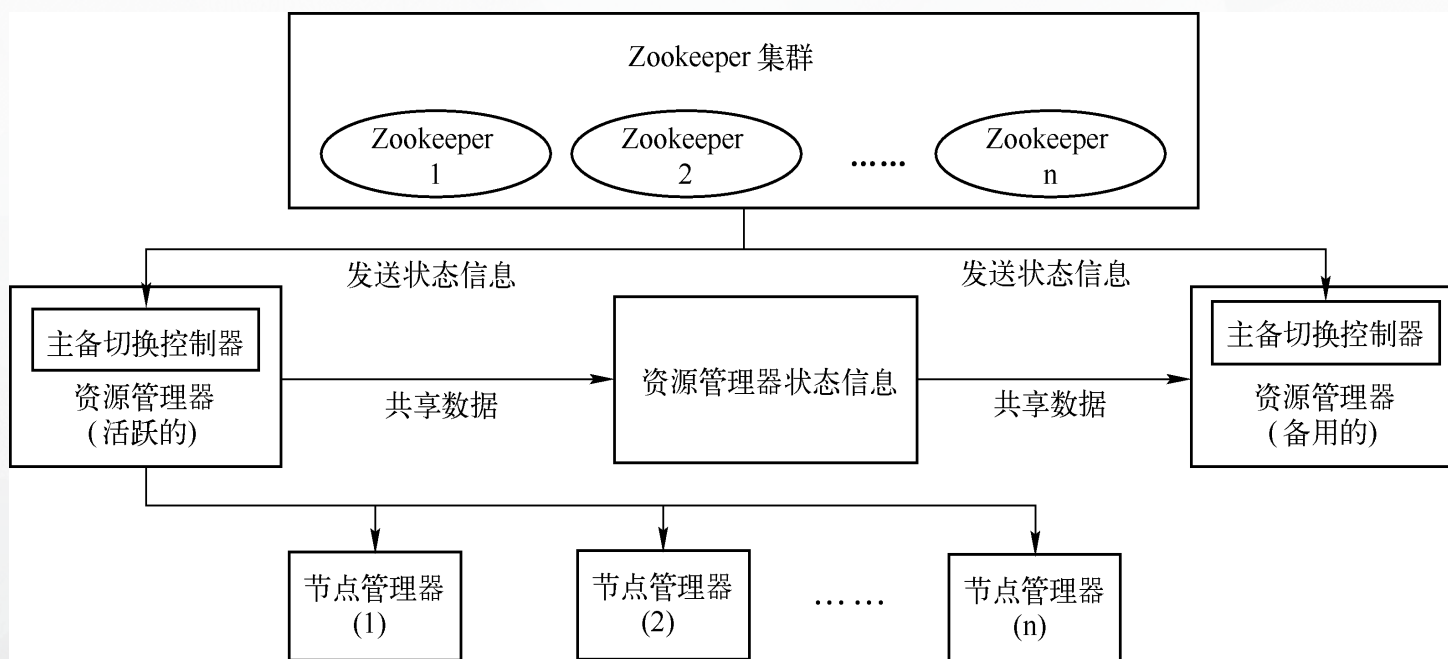 Zookeeper 集群
Zookeeper
1
Zookeeper
2
……
Zookeeper
n
发送状态信息
发送状态信息
主备切换控制器
资源管理器
(活跃的)
共享数据
资源管理器状态信息
共享数据
主备切换控制器
资源管理器
(备用的)
节点管理器
(1)
节点管理器
(2)
……
节点管理器
(n)